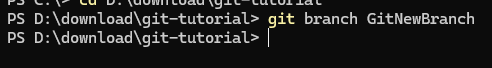 PS C:\> cd D:\download\git-tutorial
PS D:\download\git-tutorial> git branch GitNewBranch
PS D:\download\git-tutorial>